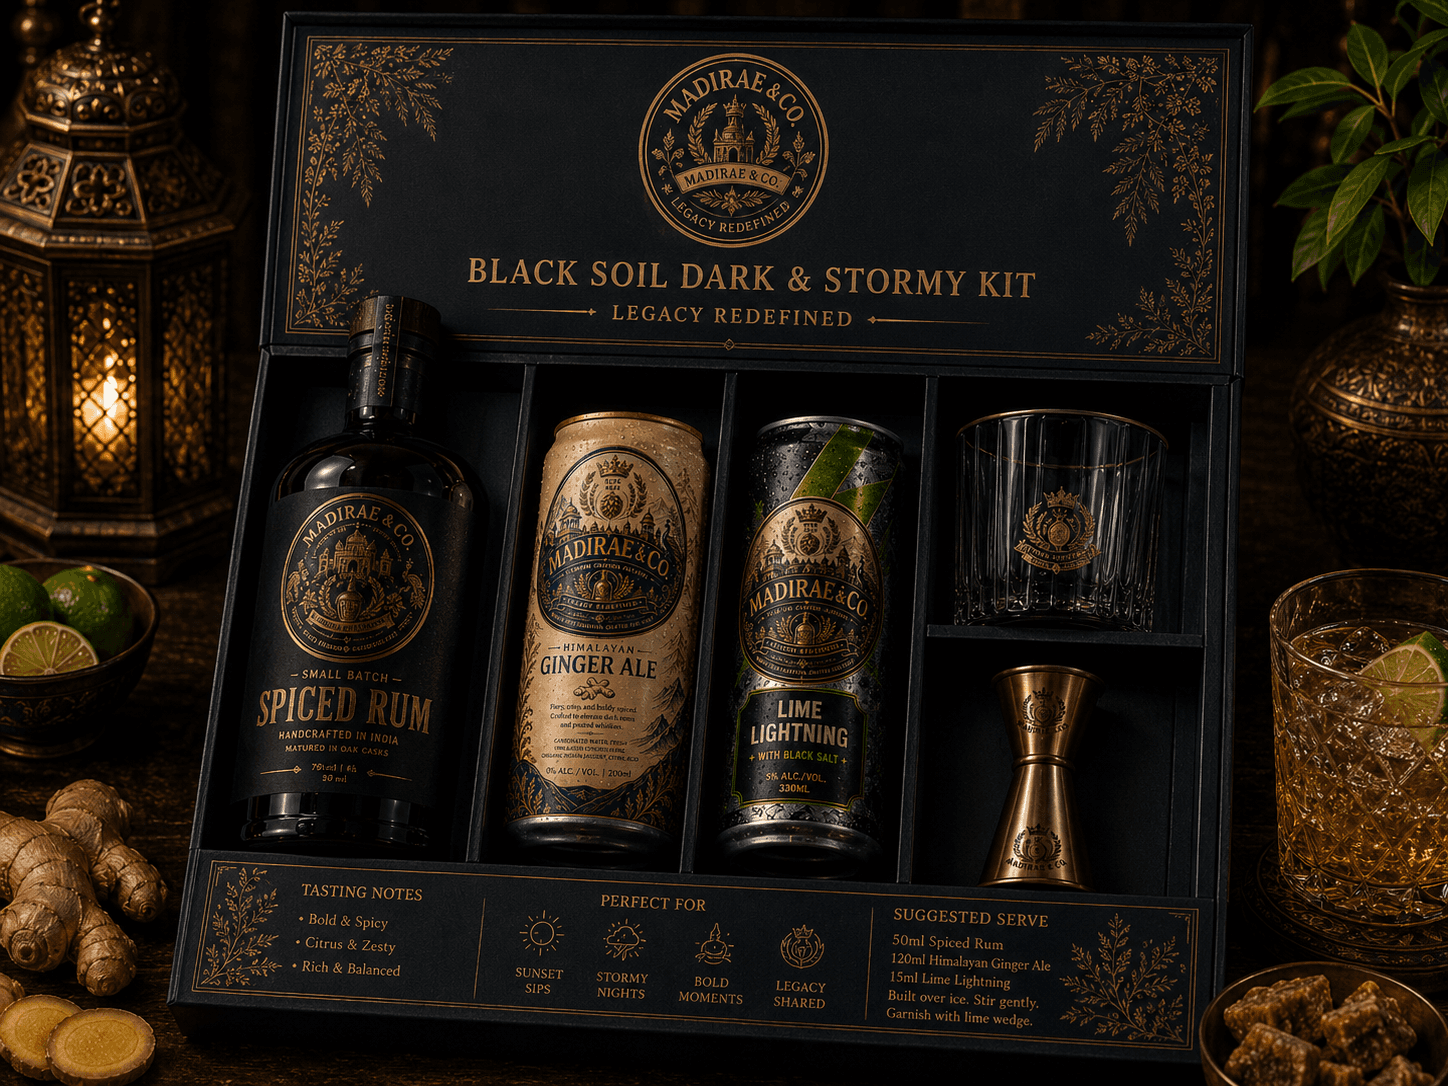 MADIRAE & CO.
MADIRAE & CO.
LEGACY REDEFINED
BLACK SOIL DARK & STORMY KIT
LEGACY REDEFINED
MADIRAE & CO.
SMALL BATCH
SPICED RUM
HANDCRAFTED IN INDIA
MATURED IN OAK CASKS
MADIRAE & CO.
HIMALAYAN
GINGER ALE
0% ALC. / VOL. | 200ml
MADIRAE & CO.
LIME
LIGHTNING
WITH BLACK SALT
5% ALC./VOL.
330ML
MADIRAE & CO.
TASTING NOTES
• Bold & Spicy
• Citrus & Zesty
• Rich & Balanced
PERFECT FOR
SUNSET
SIPS
STORMY
NIGHTS
BOLD
MOMENTS
LEGACY
SHARED
SUGGESTED SERVE
50ml Spiced Rum
120ml Himalayan Ginger Ale
15ml Lime Lightning
Built over ice. Stir gently.
Garnish with lime wedge.